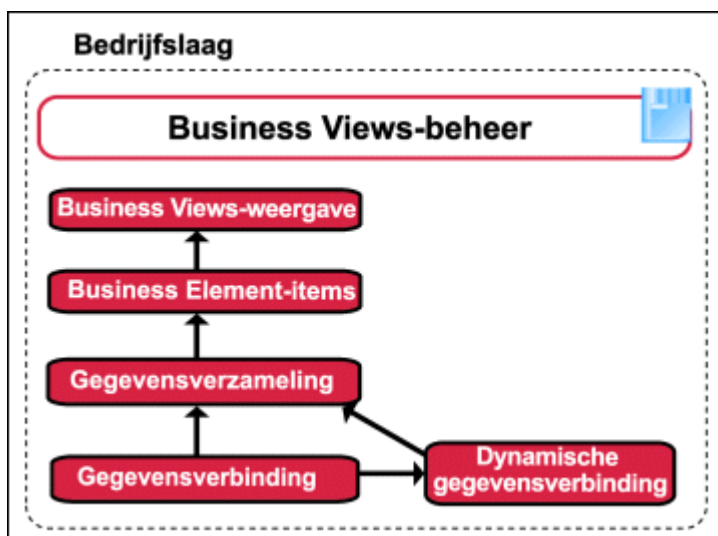 Bedrijfslaag
Business Views-beheer
Business Views-weergave
Business Element-items
Gegevensverzameling
Gegevensverbinding
Dynamische
gegevensverbinding